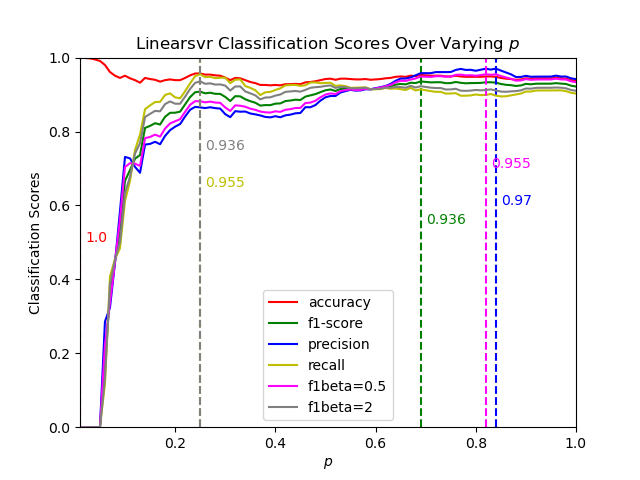 Linearsvr Classification Scores Over Varying p
1.0
0.8
0.6
0.4
0.2
0.0
Classification Scores
0.936
0.955
1.0
0.955
0.97
0.936
accuracy
f1-score
precision
recall
f1beta=0.5
f1beta=2
0.2
0.4
0.6
0.8
1.0
p